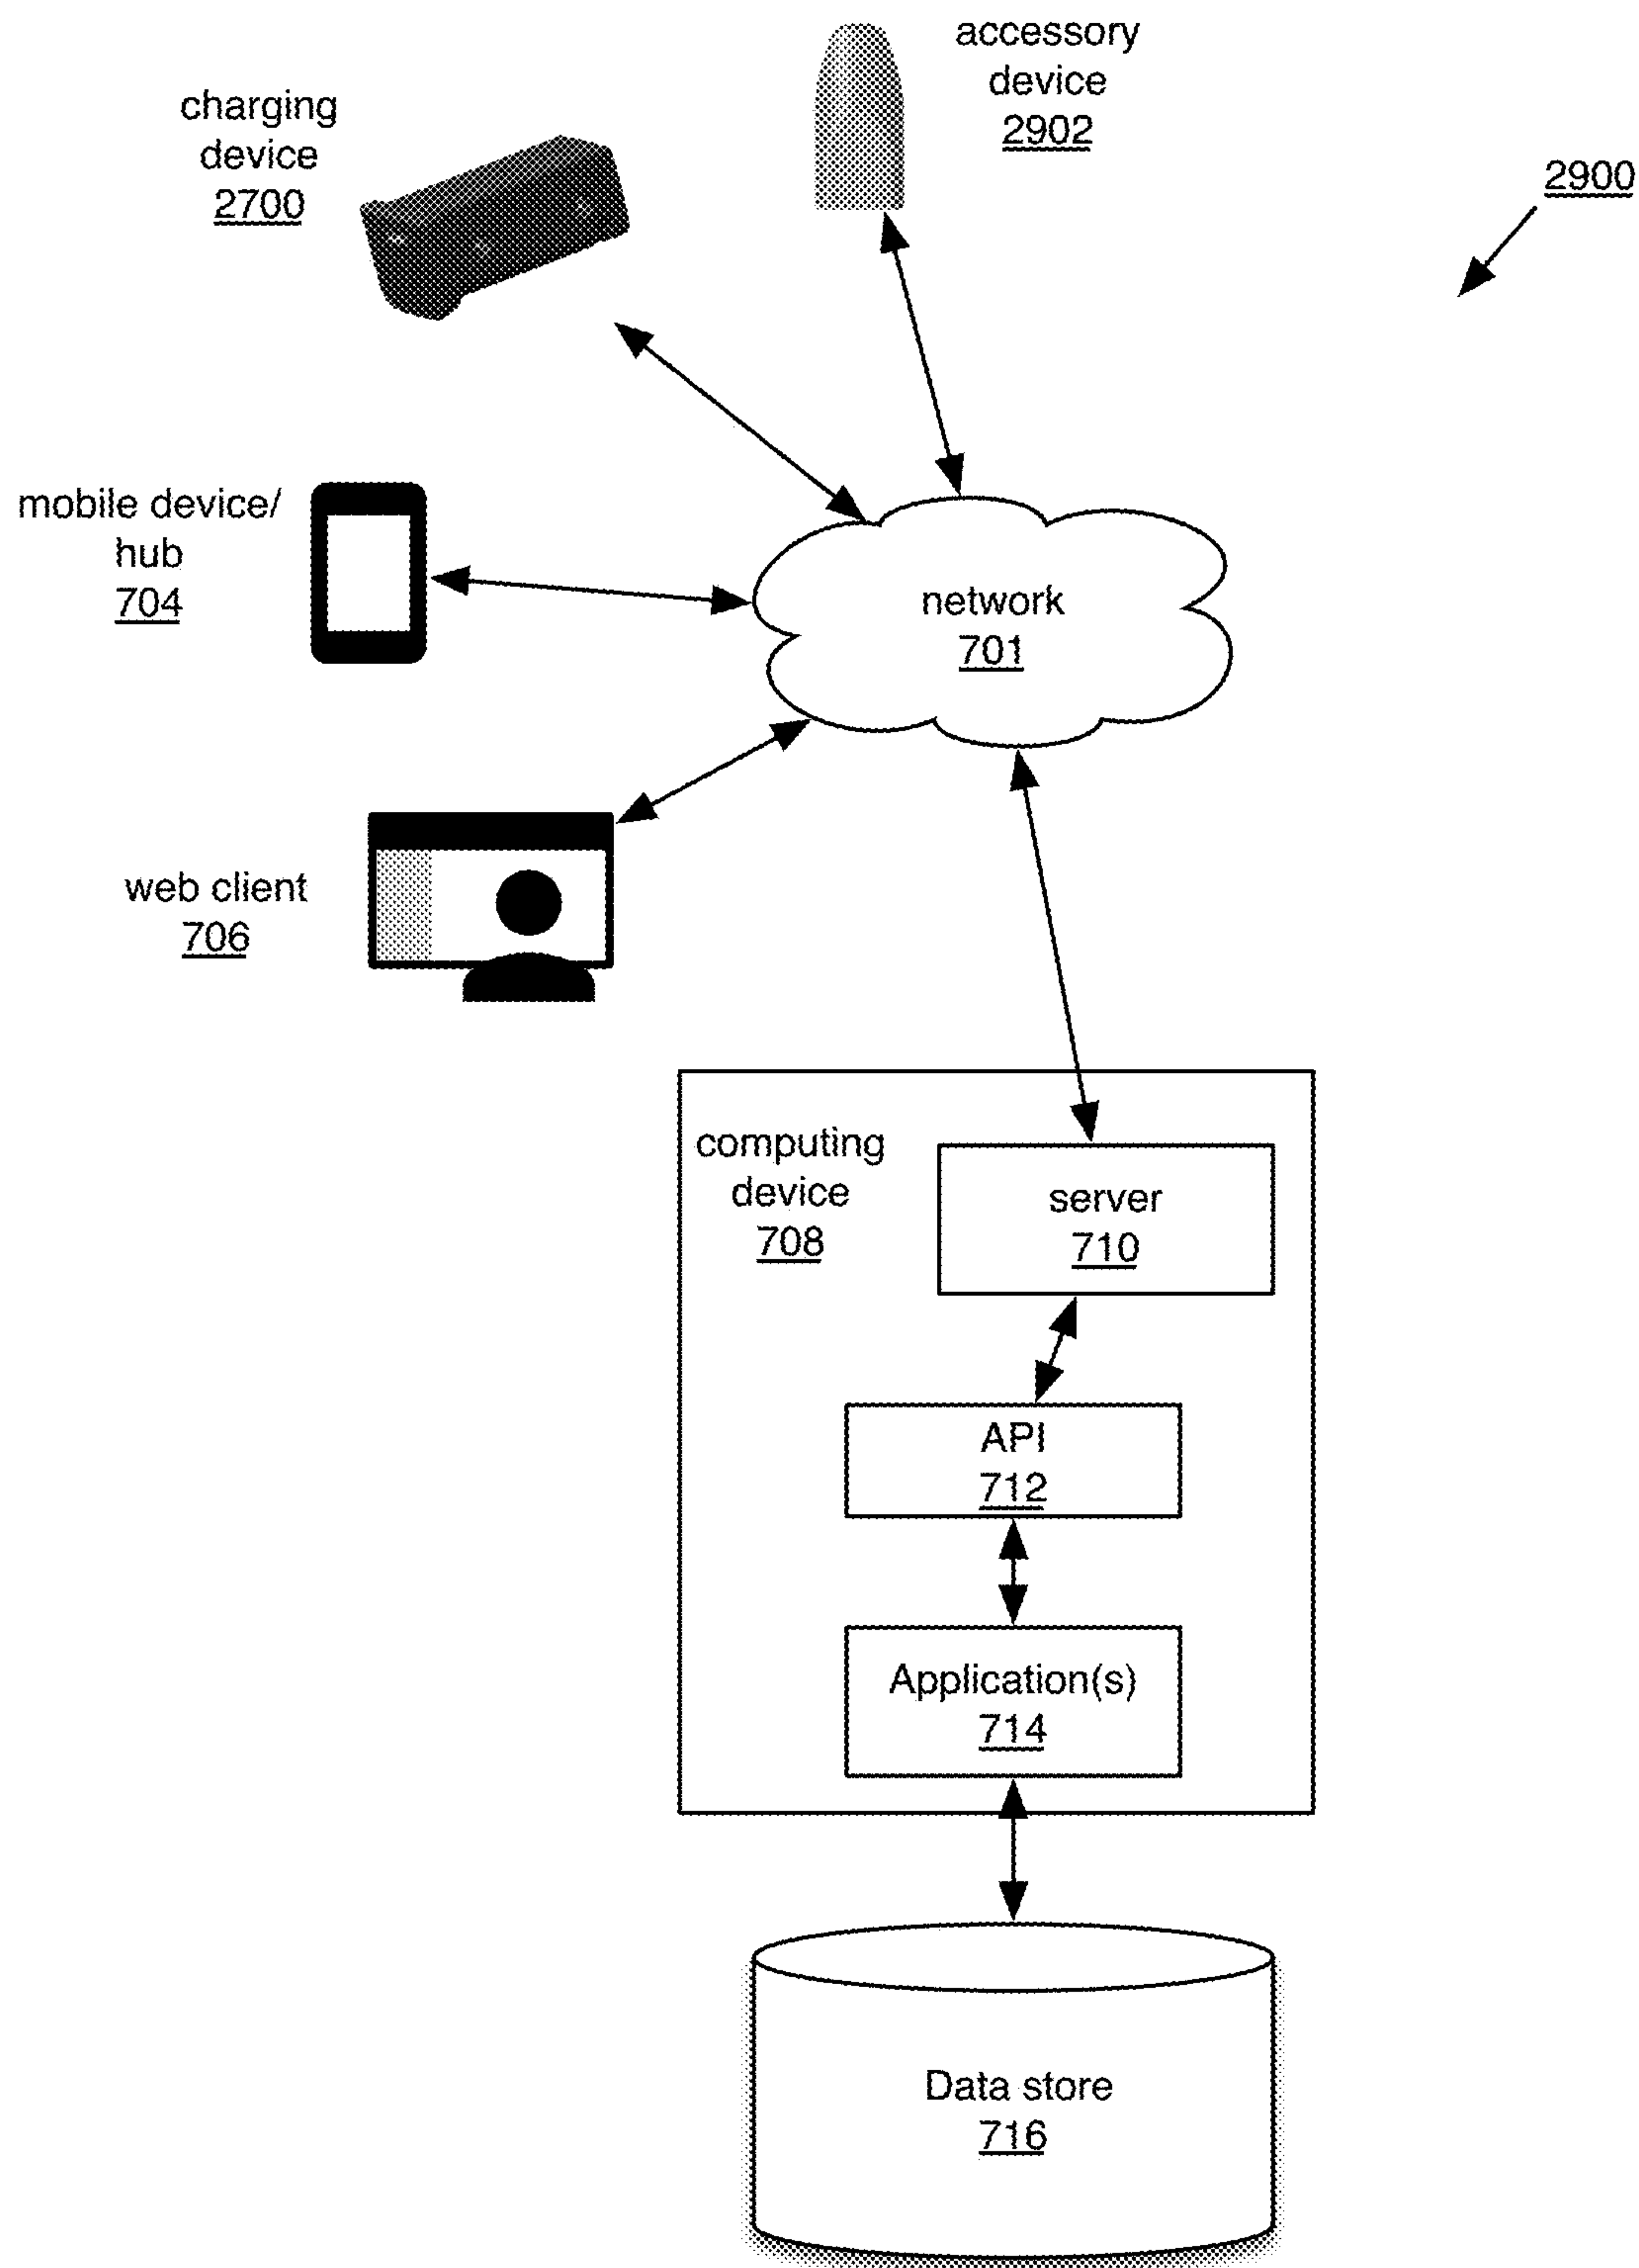 accessory
device
2902
charging
device
2700
2900
mobile device/
hub
704
network
701
web client
706
computing
device
708
server
710
API
712
Application(s)
714
Data store
716